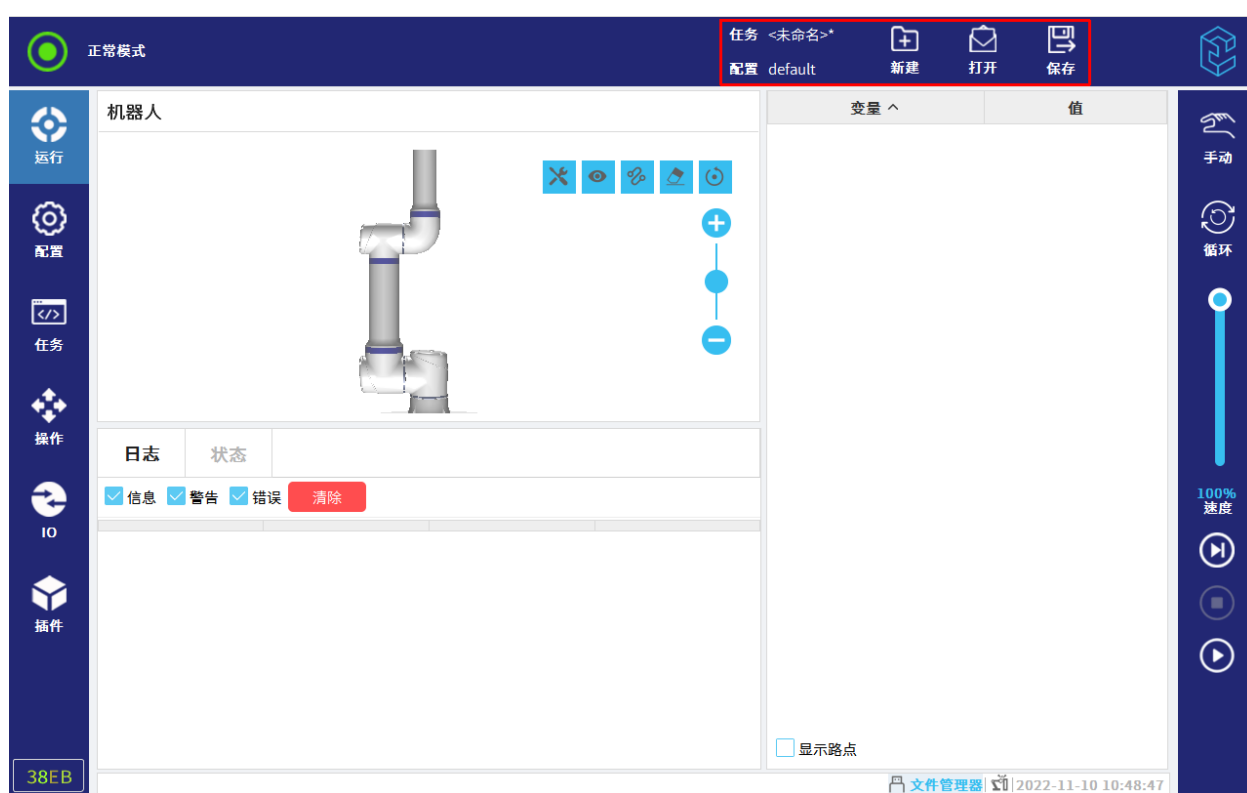 正常模式
任务 <未命名>*
配置 default
新建
打开
保存
运行
配置
任务
操作
IO
插件
38EB
机器人
日志 状态
信息 警告 错误 清除
变量 值
显示路点
文件管理器 2022-11-10 10:48:47
手动
循环
100%
速度